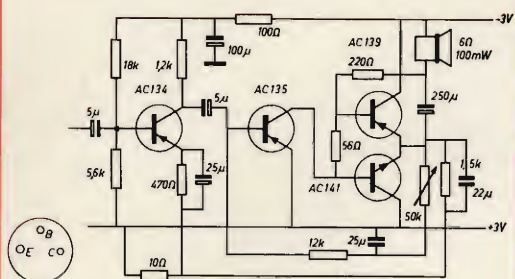 -3V
100Ω
AC139
6Ω
100mW
100µ
220Ω
18k
1,2k
AC134
5µ
AC135
250µ
5µ
56Ω
1,5k
25µ
5,6k
470Ω
AC141
50k
22µ
+3V
12k
25µ
B
E
C
10Ω